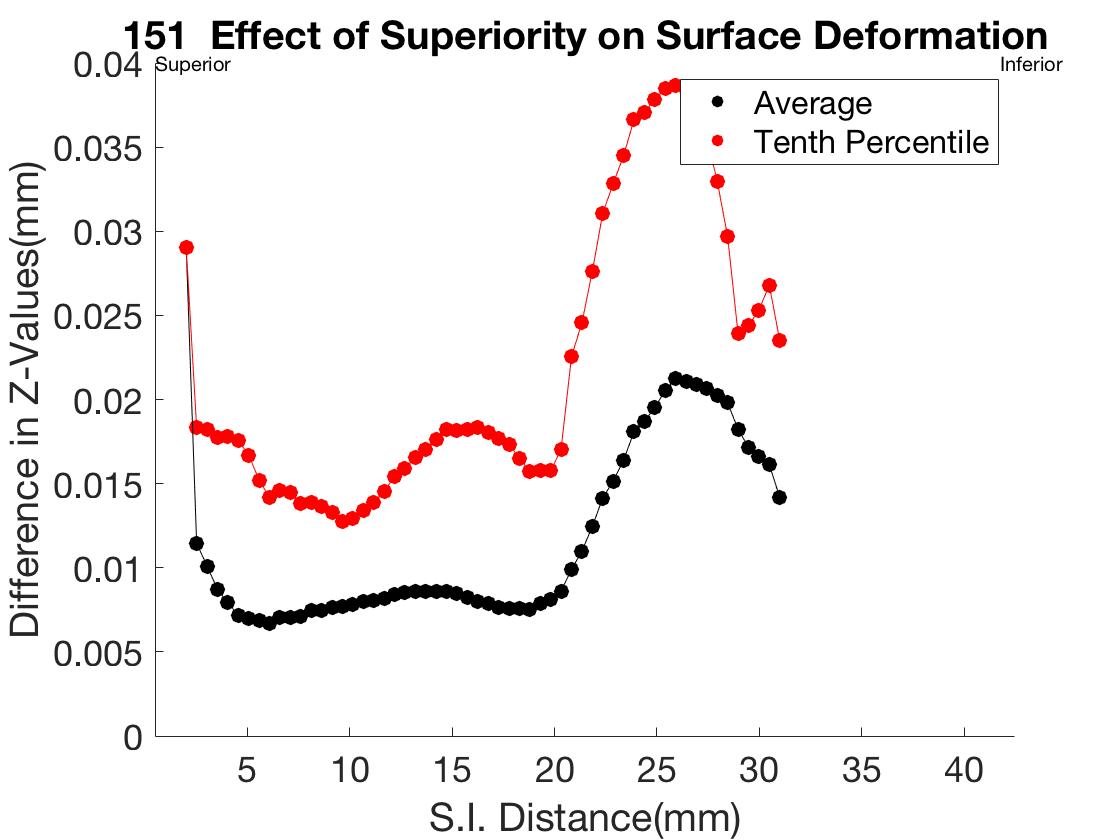 151  Effect of Superiority on Surface Deformation
Superior
Inferior
Average
Tenth Percentile
0.04
0.035
0.03
0.025
0.02
0.015
0.01
0.005
0
Difference in Z-Values(mm)
5 10 15 20 25 30 35 40
S.I. Distance(mm)